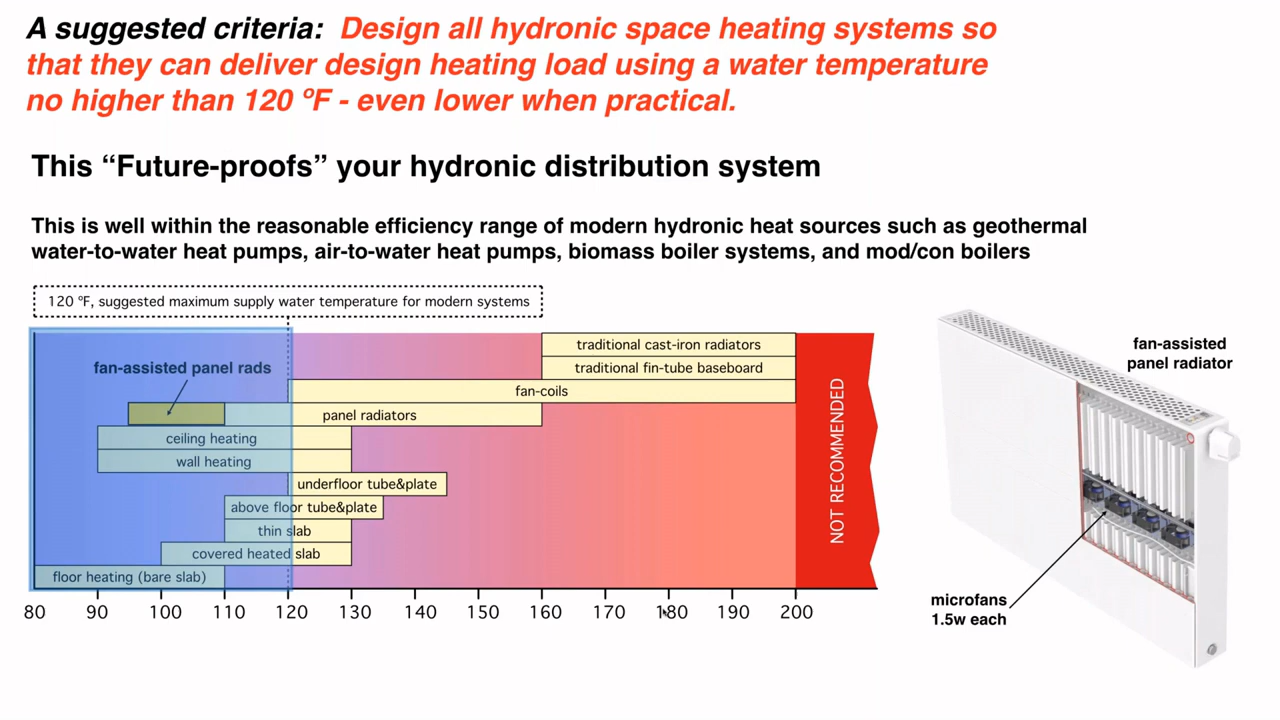 A suggested criteria: Design all hydronic space heating systems so
that they can deliver design heating load using a water temperature
no higher than 120 ºF - even lower when practical.
This “Future-proofs” your hydronic distribution system
This is well within the reasonable efficiency range of modern hydronic heat sources such as geothermal
water-to-water heat pumps, air-to-water heat pumps, biomass boiler systems, and mod/con boilers
120 ºF, suggested maximum supply water temperature for modern systems
traditional cast-iron radiators
traditional fin-tube baseboard
fan-coils
fan-assisted panel rads
panel radiators
ceiling heating
wall heating
underfloor tube&plate
above floor tube&plate
thin slab
covered heated slab
floor heating (bare slab)
NOT RECOMMENDED
80 90 100 110 120 130 140 150 160 170 180 190 200
fan-assisted
panel radiator
microfans
1.5w each